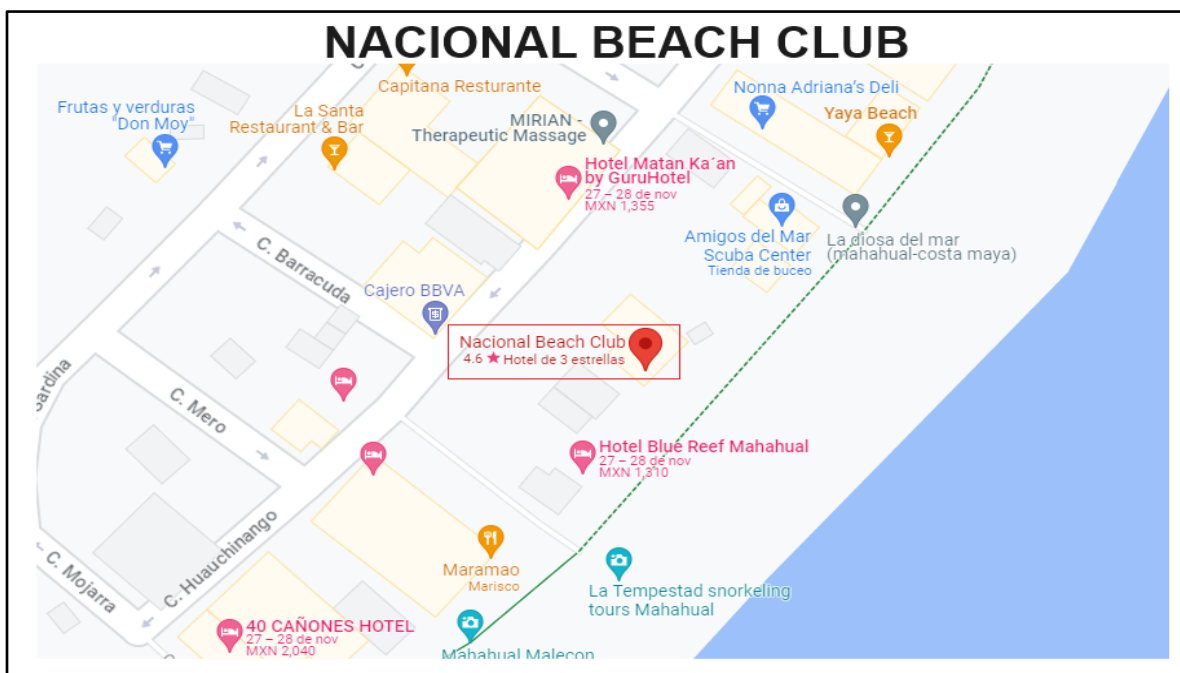 NACIONAL BEACH CLUB
Capitana Resturante
Frutas y verduras
"Don Moy"
La Santa
Restaurant & Bar
MIRIAN -
Therapeutic Massage
Nonna Adriana's Deli
Yaya Beach
Hotel Matan Ka´an
by GuruHotel
27 – 28 de nov
MXN 1,355
Amigos del Mar
Scuba Center
Tienda de buceo
La diosa del mar
(mahahual-costa maya)
C. Barracuda
Cajero BBVA
Nacional Beach Club
4.6 ★ Hotel de 3 estrellas
Sardina
C. Mero
Hotel Blue Reef Mahahual
27 – 28 de nov
MXN 1,310
C. Huauchinango
C. Mojarra
Maramao
Marisco
La Tempestad snorkeling
tours Mahahual
40 CAÑONES HOTEL
27 – 28 de nov
MXN 2,040
Mahahual Malecon